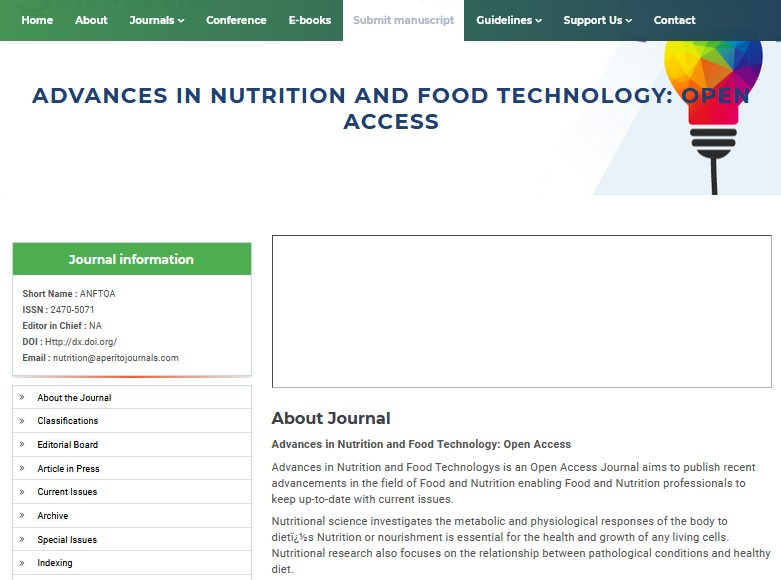 Home About Journals Conference E-books Submit manuscript Guidelines Support Us Contact
ADVANCES IN NUTRITION AND FOOD TECHNOLOGY: OPEN
ACCESS
Journal information
Short Name : ANFTOA
ISSN : 2470-5071
Editor in Chief : NA
DOI : Http://dx.doi.org/
Email : nutrition@aperitojournals.com
» About the Journal
» Classifications
» Editorial Board
» Article in Press
» Current Issues
» Archive
» Special Issues
» Indexing
About Journal
Advances in Nutrition and Food Technology: Open Access
Advances in Nutrition and Food Technologys is an Open Access Journal aims to publish recent
advancements in the field of Food and Nutrition enabling Food and Nutrition professionals to
keep up-to-date with current issues.
Nutritional science investigates the metabolic and physiological responses of the body to
dietï¿½s Nutrition or nourishment is essential for the health and growth of any living cells.
Nutritional research also focuses on the relationship between pathological conditions and healthy
diet.